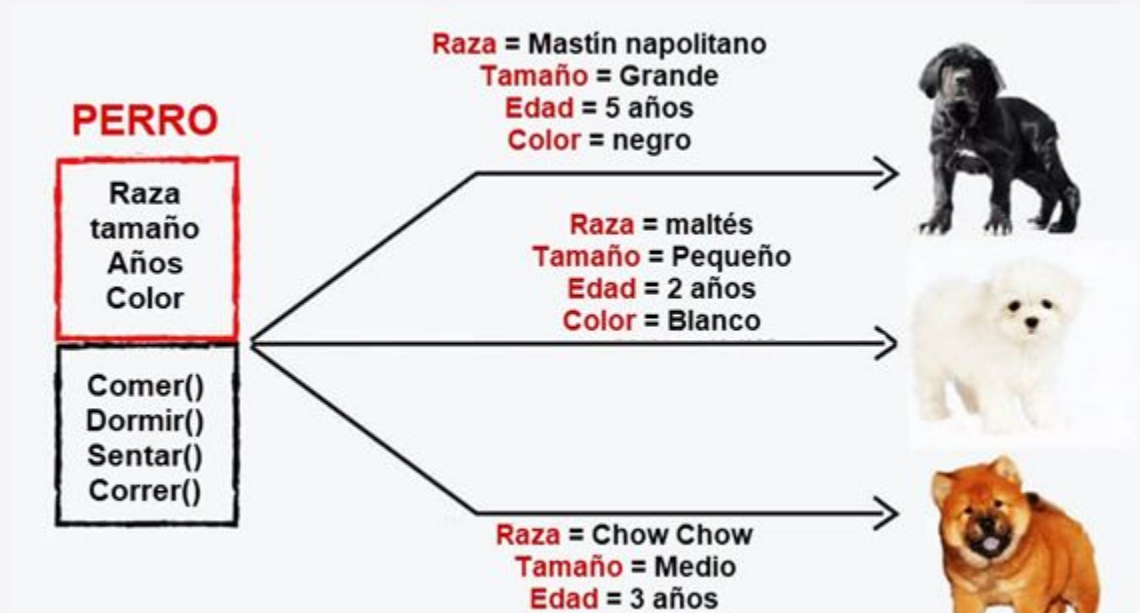 PERRO
Raza
tamaño
Años
Color
Comer()
Dormir()
Sentar()
Correr()
Raza = Mastín napolitano
Tamaño = Grande
Edad = 5 años
Color = negro
Raza = maltés
Tamaño = Pequeño
Edad = 2 años
Color = Blanco
Raza = Chow Chow
Tamaño = Medio
Edad = 3 años